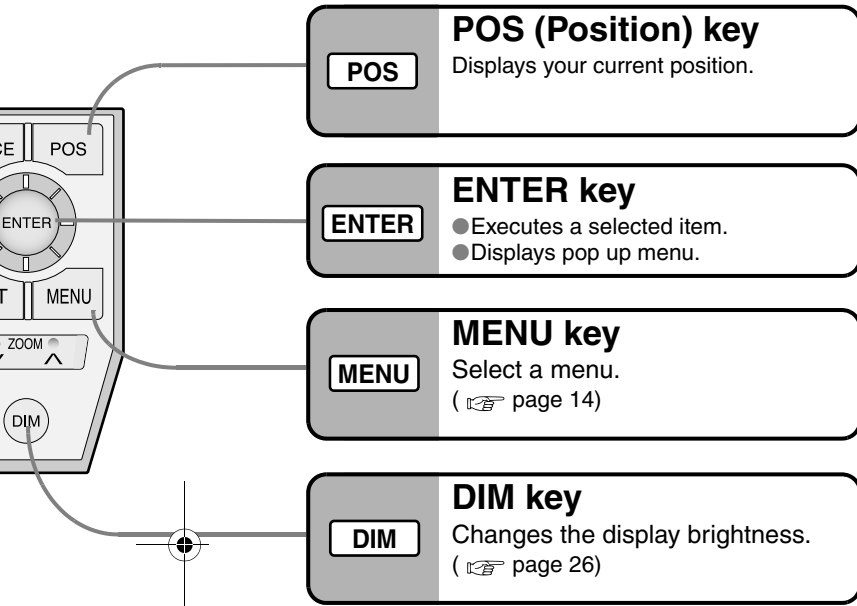 POS
POS (Position) key
Displays your current position.
ENTER
ENTER key
●Executes a selected item.
●Displays pop up menu.
MENU
MENU key
Select a menu.
( ☞ page 14)
DIM
DIM key
Changes the display brightness.
( ☞ page 26)
CE
POS
ENTER
T
MENU
ZOOM
DIM